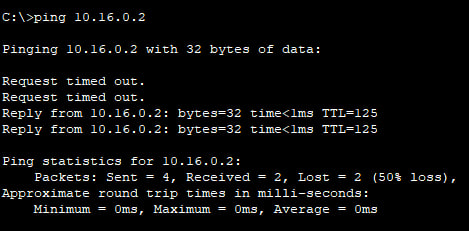 C:\>ping 10.16.0.2
Pinging 10.16.0.2 with 32 bytes of data:
Request timed out.
Request timed out.
Reply from 10.16.0.2: bytes=32 time<1ms TTL=125
Reply from 10.16.0.2: bytes=32 time<1ms TTL=125
Ping statistics for 10.16.0.2:
    Packets: Sent = 4, Received = 2, Lost = 2 (50% loss),
Approximate round trip times in milli-seconds:
    Minimum = 0ms, Maximum = 0ms, Average = 0ms